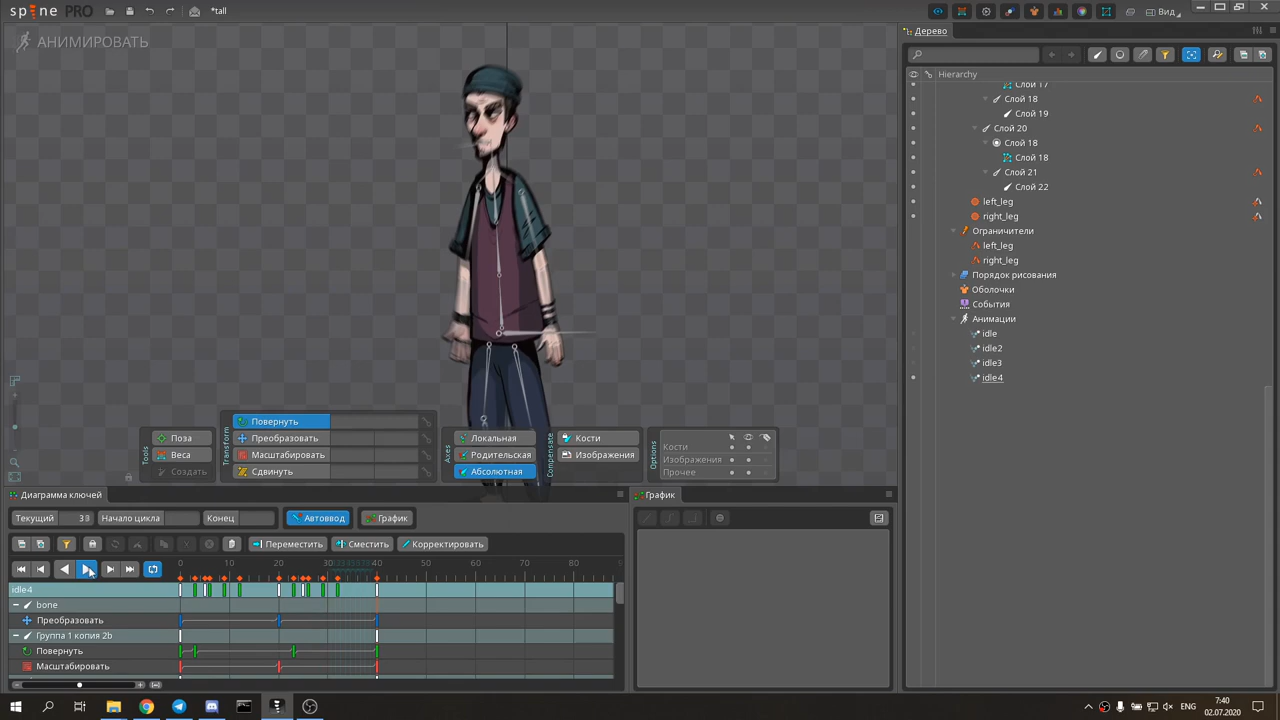 spine PRO
*tall
Вид
АНИМИРОВАТЬ
Дерево
Hierarchy
Слой 17
Слой 18
Слой 19
Слой 20
Слой 18
Слой 18
Слой 21
Слой 22
left_leg
right_leg
Ограничители
left_leg
right_leg
Порядок рисования
Оболочки
События
Анимации
idle
idle2
idle3
idle4
Tools
Поза
Веса
Создать
Transform
Повернуть
Преобразовать
Масштабировать
Сдвинуть
Axes
Локальная
Родительская
Абсолютная
Compensate
Кости
Изображения
Options
Кости
Изображения
Прочее
Диаграмма ключей
График
Текущий
Начало цикла
Конец
Автоввод
График
Переместить
Сместить
Корректировать
0 10 20 30 40 50 60 70 80
idle4
bone
Преобразовать
Группа 1 копия 2b
Повернуть
Масштабировать
7:40
02.07.2020